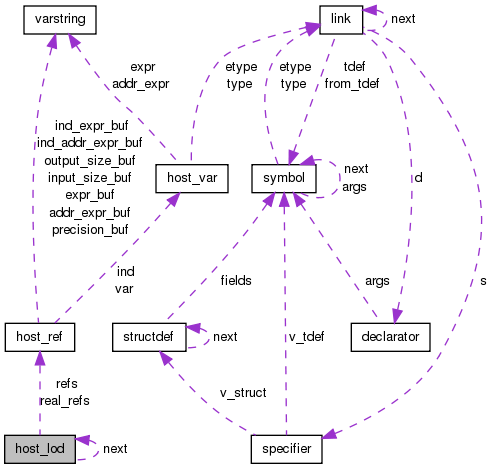 varstring
link
next
expr
addr_expr
etype
type
etype
type
tdef
from_tdef
ind_expr_buf
ind_addr_expr_buf
output_size_buf
input_size_buf
expr_buf
addr_expr_buf
precision_buf
host_var
symbol
next
args
d
ind
var
fields
args
s
host_ref
structdef
next
v_tdef
declarator
refs
real_refs
v_struct
host_lod
next
specifier